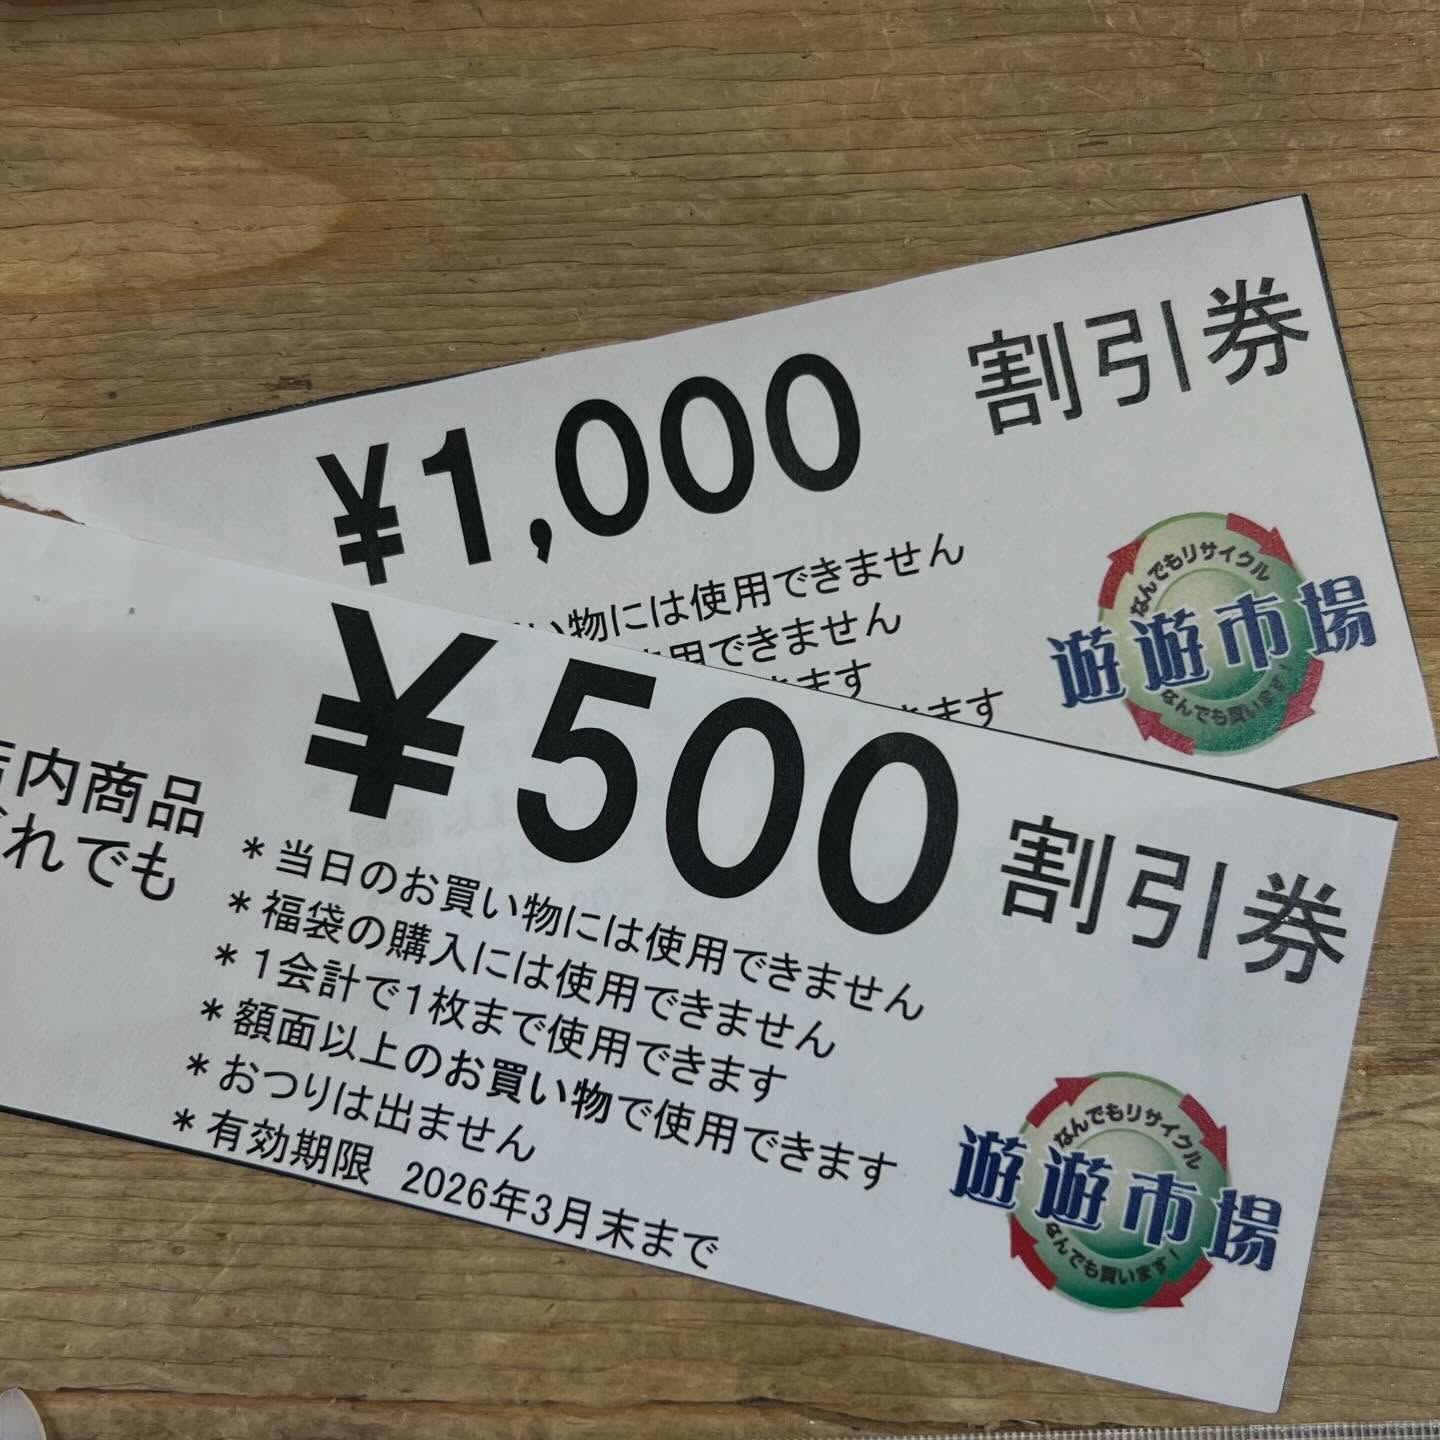 ¥1,000 割引券
い物には使用できません
使用できません
きます
きます
なんでもリサイクル
遊遊市場
なんでも買います!
¥500 割引券
店内商品
どれでも
*当日のお買い物には使用できません
*福袋の購入には使用できません
*1会計で1枚まで使用できます
*額面以上のお買い物で使用できます
*おつりは出ません
*有効期限 2026年3月末まで
なんでもリサイクル
遊遊市場
なんでも買います!